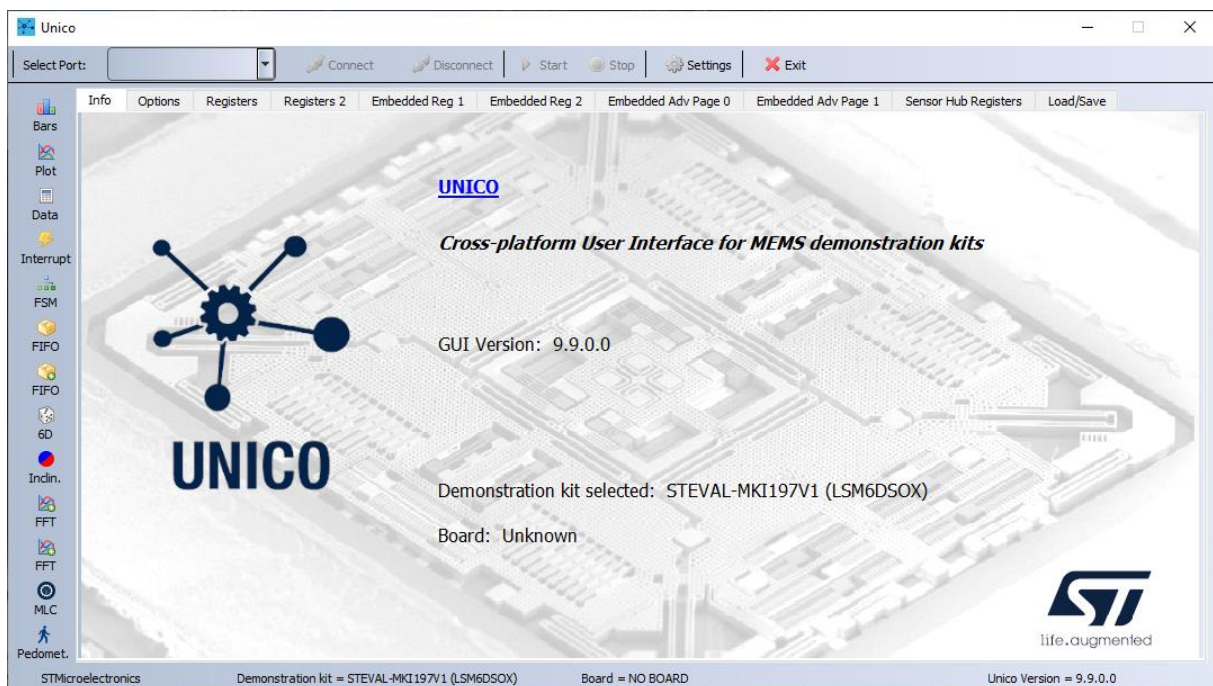 Unico
Select Port: Connect Disconnect Start Stop Settings Exit
Info Options Registers Registers 2 Embedded Reg 1 Embedded Reg 2 Embedded Adv Page 0 Embedded Adv Page 1 Sensor Hub Registers Load/Save
Bars
Plot
Data
Interrupt
FSM
FIFO
FIFO
6D
Inclin.
FFT
FFT
MLC
Pedomet.
UNICO
UNICO
Cross-platform User Interface for MEMS demonstration kits
GUI Version: 9.9.0.0
Demonstration kit selected: STEVAL-MKI197V1 (LSM6DSOX)
Board: Unknown
ST
life.augmented
STMicroelectronics Demonstration kit = STEVAL-MKI197V1 (LSM6DSOX) Board = NO BOARD Unico Version = 9.9.0.0